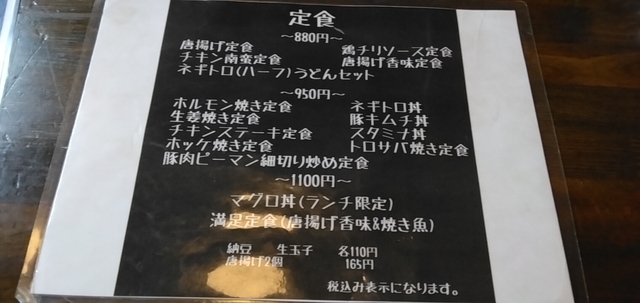 定食
～880円～
唐揚げ定食 鶏チリソース定食
チキン南蛮定食 唐揚げ香味定食
ネギトロ(ハーフ)うどんセット
～950円～
ホルモン焼き定食 ネギトロ丼
生姜焼き定食 豚キムチ丼
チキンステーキ定食 スタミナ丼
ホッケ焼き定食 トロサバ焼き定食
豚肉ピーマン細切り炒め定食
～1100円～
マグロ丼(ランチ限定)
満足定食(唐揚げ香味&焼き魚)
納豆 生玉子 各110円
唐揚げ2個 165円
税込み表示になります。